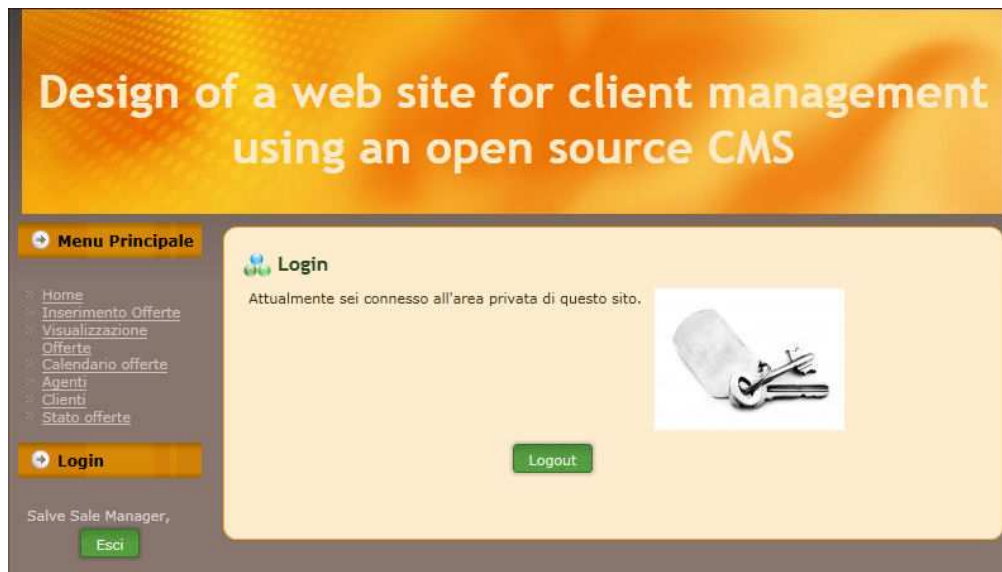 Design of a web site for client management
using an open source CMS
Menu Principale
Home
Inserimento Offerte
Visualizzazione
Offerte
Calendario offerte
Agenti
Clienti
Stato offerte
Login
Salve Sale Manager,
Esci
Login
Attualmente sei connesso all'area privata di questo sito.
Logout